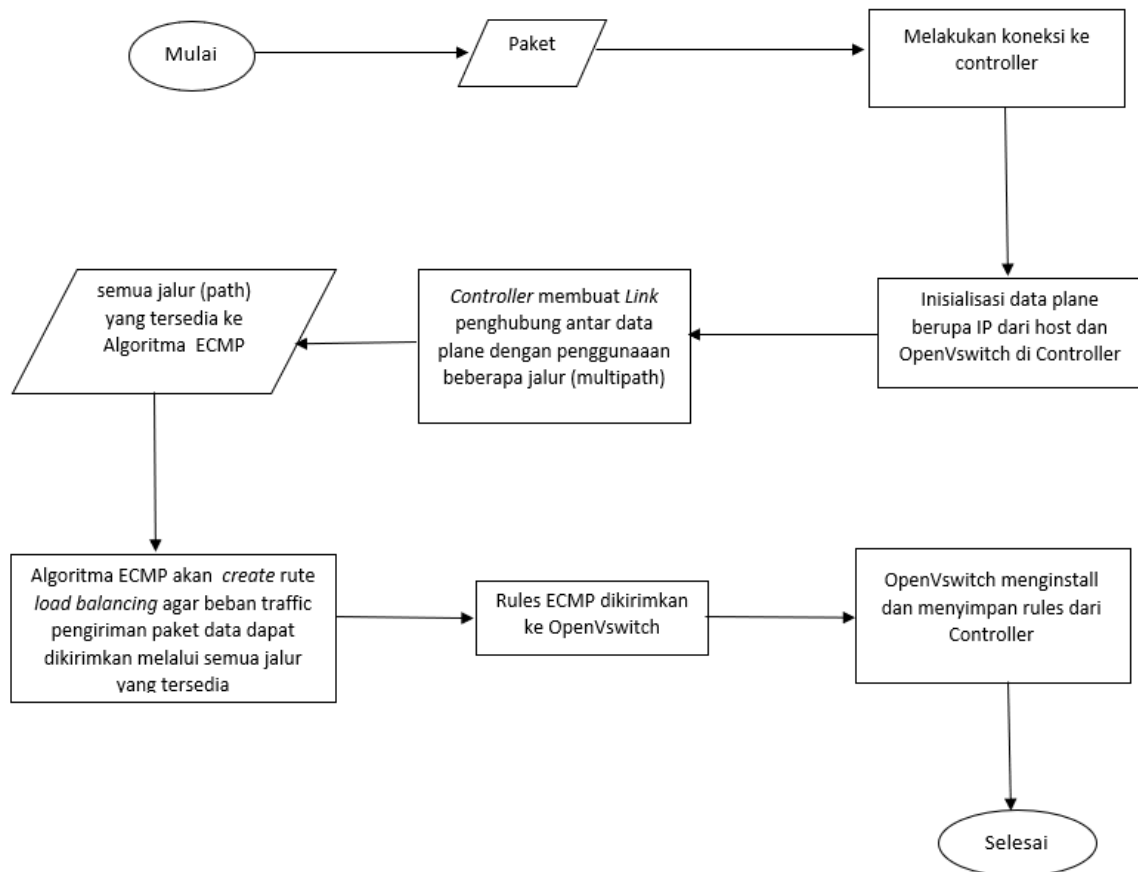 Mulai
Paket
Melakukan koneksi ke
controller
Inisialisasi data plane
berupa IP dari host dan
OpenVswitch di Controller
Controller membuat Link
penghubung antar data
plane dengan penggunaaan
beberapa jalur (multipath)
semua jalur (path)
yang tersedia ke
Algoritma ECMP
Algoritma ECMP akan create rute
load balancing agar beban traffic
pengiriman paket data dapat
dikirimkan melalui semua jalur
yang tersedia
Rules ECMP dikirimkan
ke OpenVswitch
OpenVswitch menginstall
dan menyimpan rules dari
Controller
Selesai